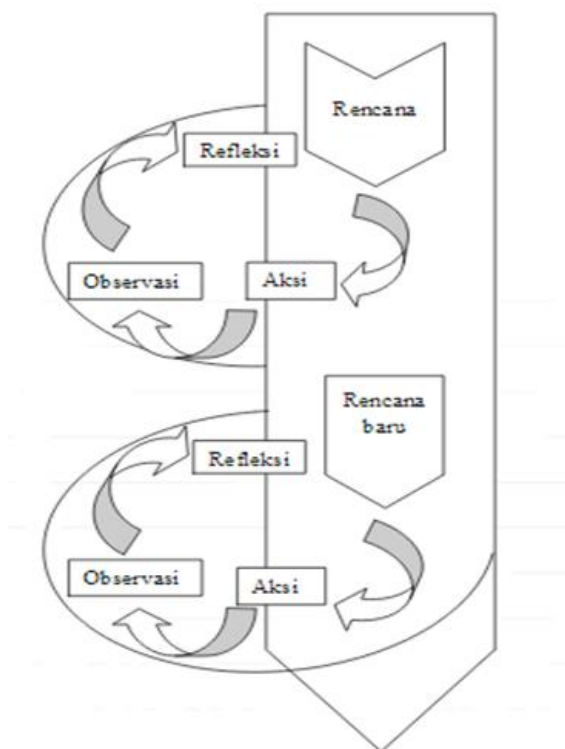 Rencana
Refleksi
Observasi
Aksi
Rencana
baru
Refleksi
Observasi
Aksi